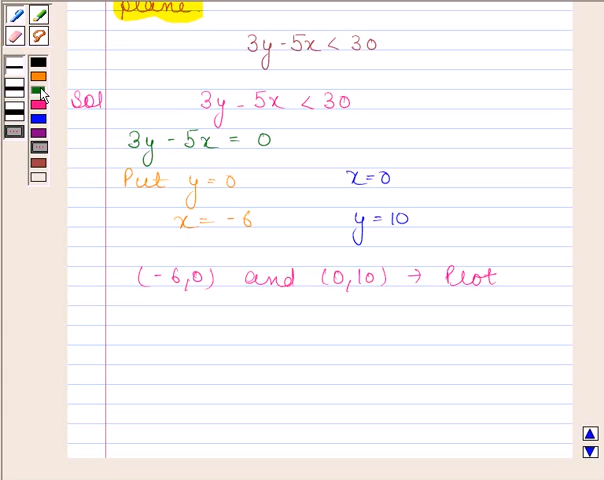 plane
3y - 5x < 30
Sol 3y - 5x < 30
3y - 5x = 0
Put y = 0 x = 0
x = -6 y = 10
(-6,0) and (0,10) → Plot